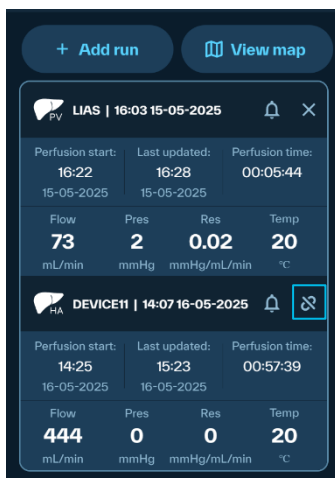 + Add run View map
PV LIAS | 16:03 15-05-2025
Perfusion start: Last updated: Perfusion time:
16:22 16:28 00:05:44
15-05-2025 15-05-2025
Flow Pres Res Temp
73 2 0.02 20
mL/min mmHg mmHg/mL/min °C
HA DEVICE11 | 14:07 16-05-2025
Perfusion start: Last updated: Perfusion time:
14:25 15:23 00:57:39
16-05-2025 16-05-2025
Flow Pres Res Temp
444 0 0 20
mL/min mmHg mmHg/mL/min °C